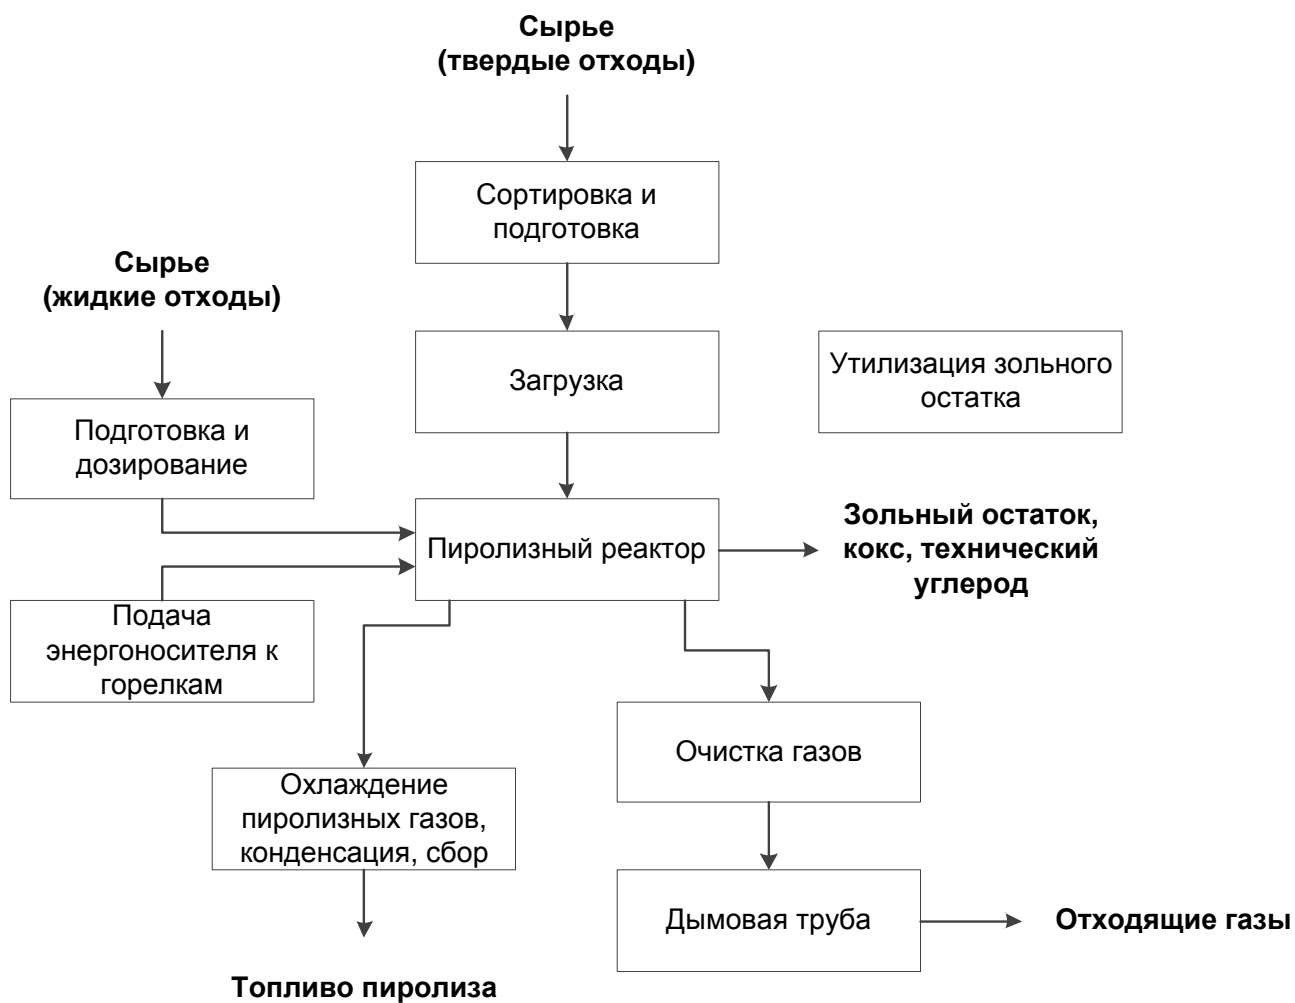 Сырье
(твердые отходы)
Сортировка и
подготовка
Сырье
(жидкие отходы)
Загрузка
Утилизация зольного
остатка
Подготовка и
дозирование
Пиролизный реактор
Зольный остаток,
кокс, технический
углерод
Подача
энергоносителя к
горелкам
Очистка газов
Охлаждение
пиролизных газов,
конденсация, сбор
Дымовая труба
Отходящие газы
Топливо пиролиза